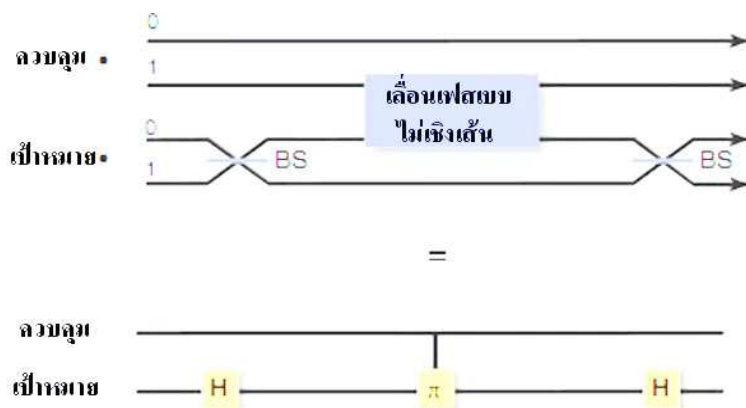 0
ควบคุม
1
เลื่อนเฟสแบบ
ไม่เชิงเส้น
0
เป้าหมาย
1
BS
BS
=
ควบคุม
เป้าหมาย
H
π
H